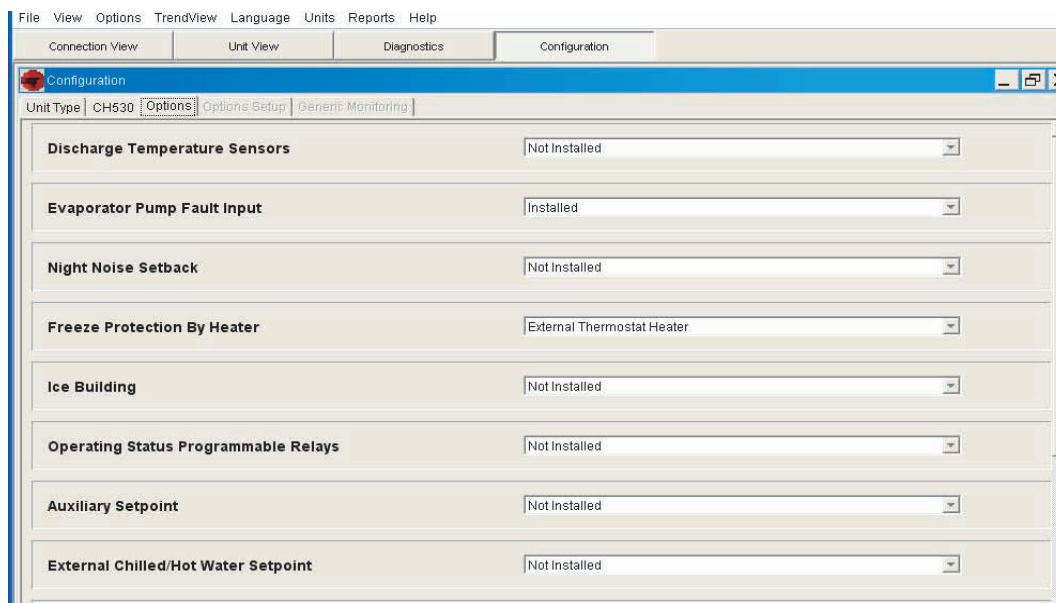 File View Options TrendView Language Units Reports Help
Connection View Unit View Diagnostics Configuration
Configuration
Unit Type CH530 Options Options Setup Generic Monitoring
Discharge Temperature Sensors Not Installed
Evaporator Pump Fault Input Installed
Night Noise Setback Not Installed
Freeze Protection By Heater External Thermostat Heater
Ice Building Not Installed
Operating Status Programmable Relays Not Installed
Auxiliary Setpoint Not Installed
External Chilled/Hot Water Setpoint Not Installed